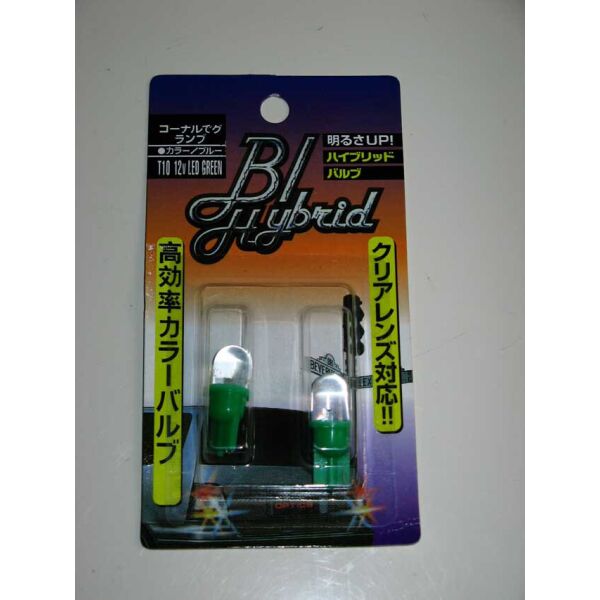 コーナルでグ
ランプ
●カラー/ブルー
T10 12v LED GREEN
B/
Hybrid
明るさUP!
ハイブリッド
バルブ
高効率カラーバルブ
クリアレンズ対応!!
BEVER
OPTICS